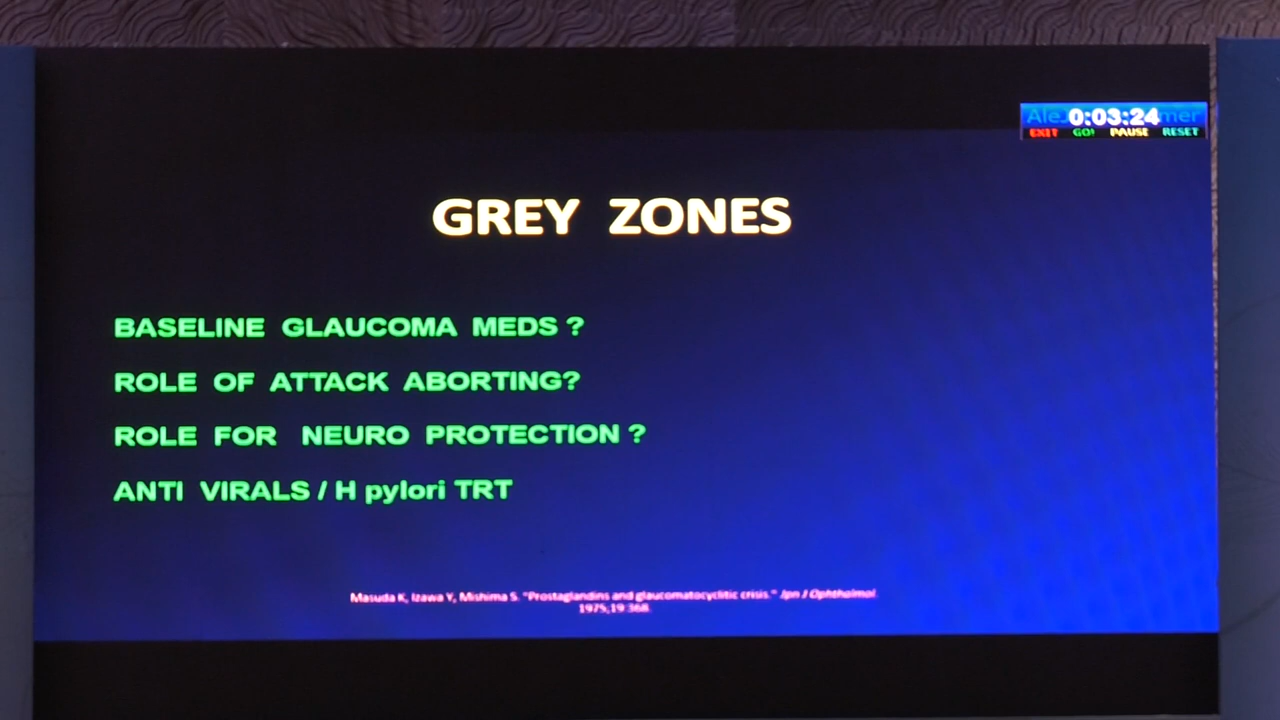 0:03:24
EXIT GO! PAUSE RESET
GREY ZONES
BASELINE GLAUCOMA MEDS ?
ROLE OF ATTACK ABORTING?
ROLE FOR NEURO PROTECTION ?
ANTI VIRALS / H pylori TRT
Masuda K, Izawa Y, Mishima S. "Prostaglandins and glaucomatocyclitic crisis." Jpn J Ophthalmol.
1975;19:368.